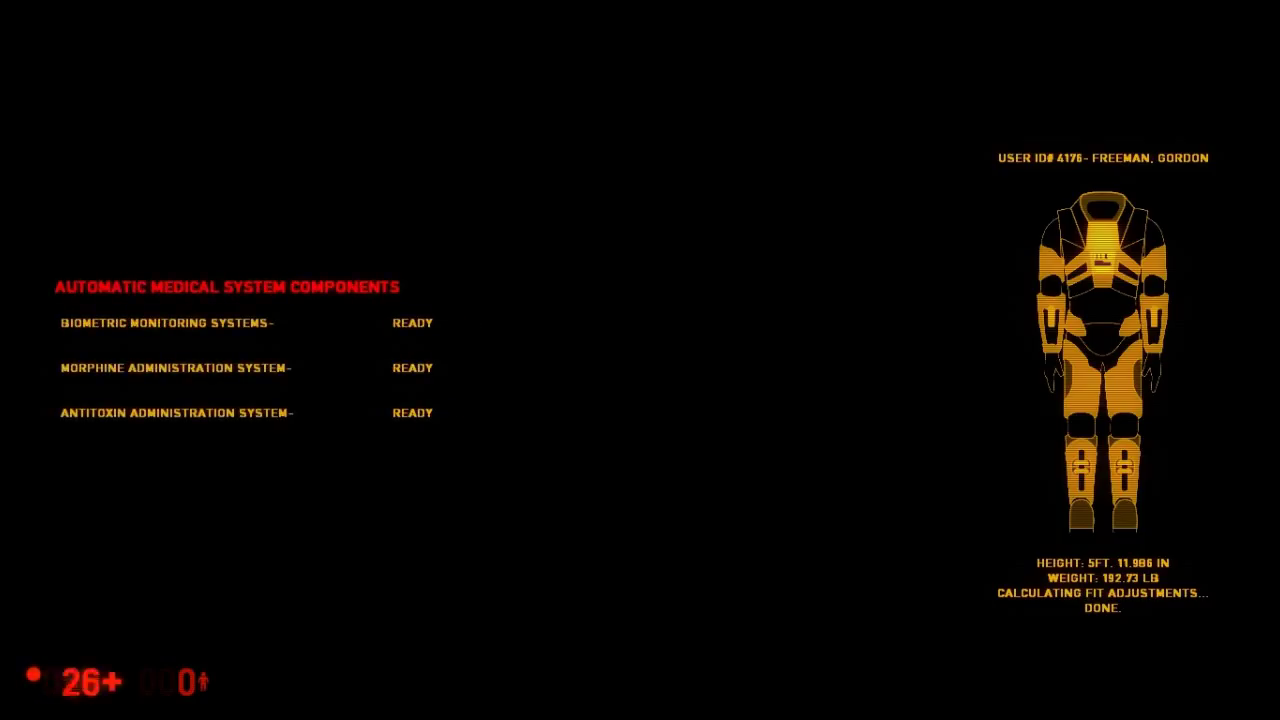 USER ID# 4176- FREEMAN, GORDON
AUTOMATIC MEDICAL SYSTEM COMPONENTS
BIOMETRIC MONITORING SYSTEMS- READY
MORPHINE ADMINISTRATION SYSTEM- READY
ANTITOXIN ADMINISTRATION SYSTEM- READY
HEIGHT: 5FT. 11.986 IN
WEIGHT: 192.73 LB
CALCULATING FIT ADJUSTMENTS...
DONE.
26+ 0